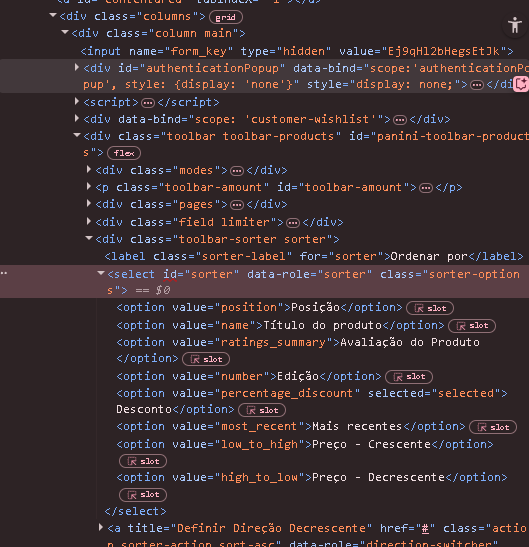 <div class="columns"> grid
<div class="column main">
<input name="form_key" type="hidden" value="Ej9qHl2bHegsEtJk">
<div id="authenticationPopup" data-bind="scope:'authenticationPo
pup', style: {display: 'none'}" style="display: none;"> </di
<script> </script>
<div data-bind="scope: 'customer-wishlist'"> </div>
<div class="toolbar toolbar-products" id="panini-toolbar-product
s"> flex
<div class="modes"> </div>
<p class="toolbar-amount" id="toolbar-amount"> </p>
<div class="pages"> </div>
<div class="field limiter"> </div>
<div class="toolbar-sorter sorter">
<label class="sorter-label" for="sorter">Ordenar por</label>
<select id="sorter" data-role="sorter" class="sorter-option
s"> == $0
<option value="position">Posição</option> slot
<option value="name">Título do produto</option> slot
<option value="ratings_summary">Avaliação do Produto
</option> slot
<option value="number">Edição</option> slot
<option value="percentage_discount" selected="selected">
Desconto</option> slot
<option value="most_recent">Mais recentes</option> slot
<option value="low_to_high">Preço - Crescente</option>
slot
<option value="high_to_low">Preço - Decrescente</option>
slot
</select>
<a title="Definir Direção Decrescente" href="#" class="actio
n sorter-action sort-asc" data-role="direction-switcher"